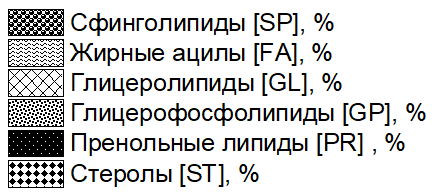 Сфинголипиды [SP], %
Жирные ацилы [FA], %
Глицеролипиды [GL], %
Глицерофосфолипиды [GP], %
Пренольные липиды [PR] , %
Стеролы [ST], %